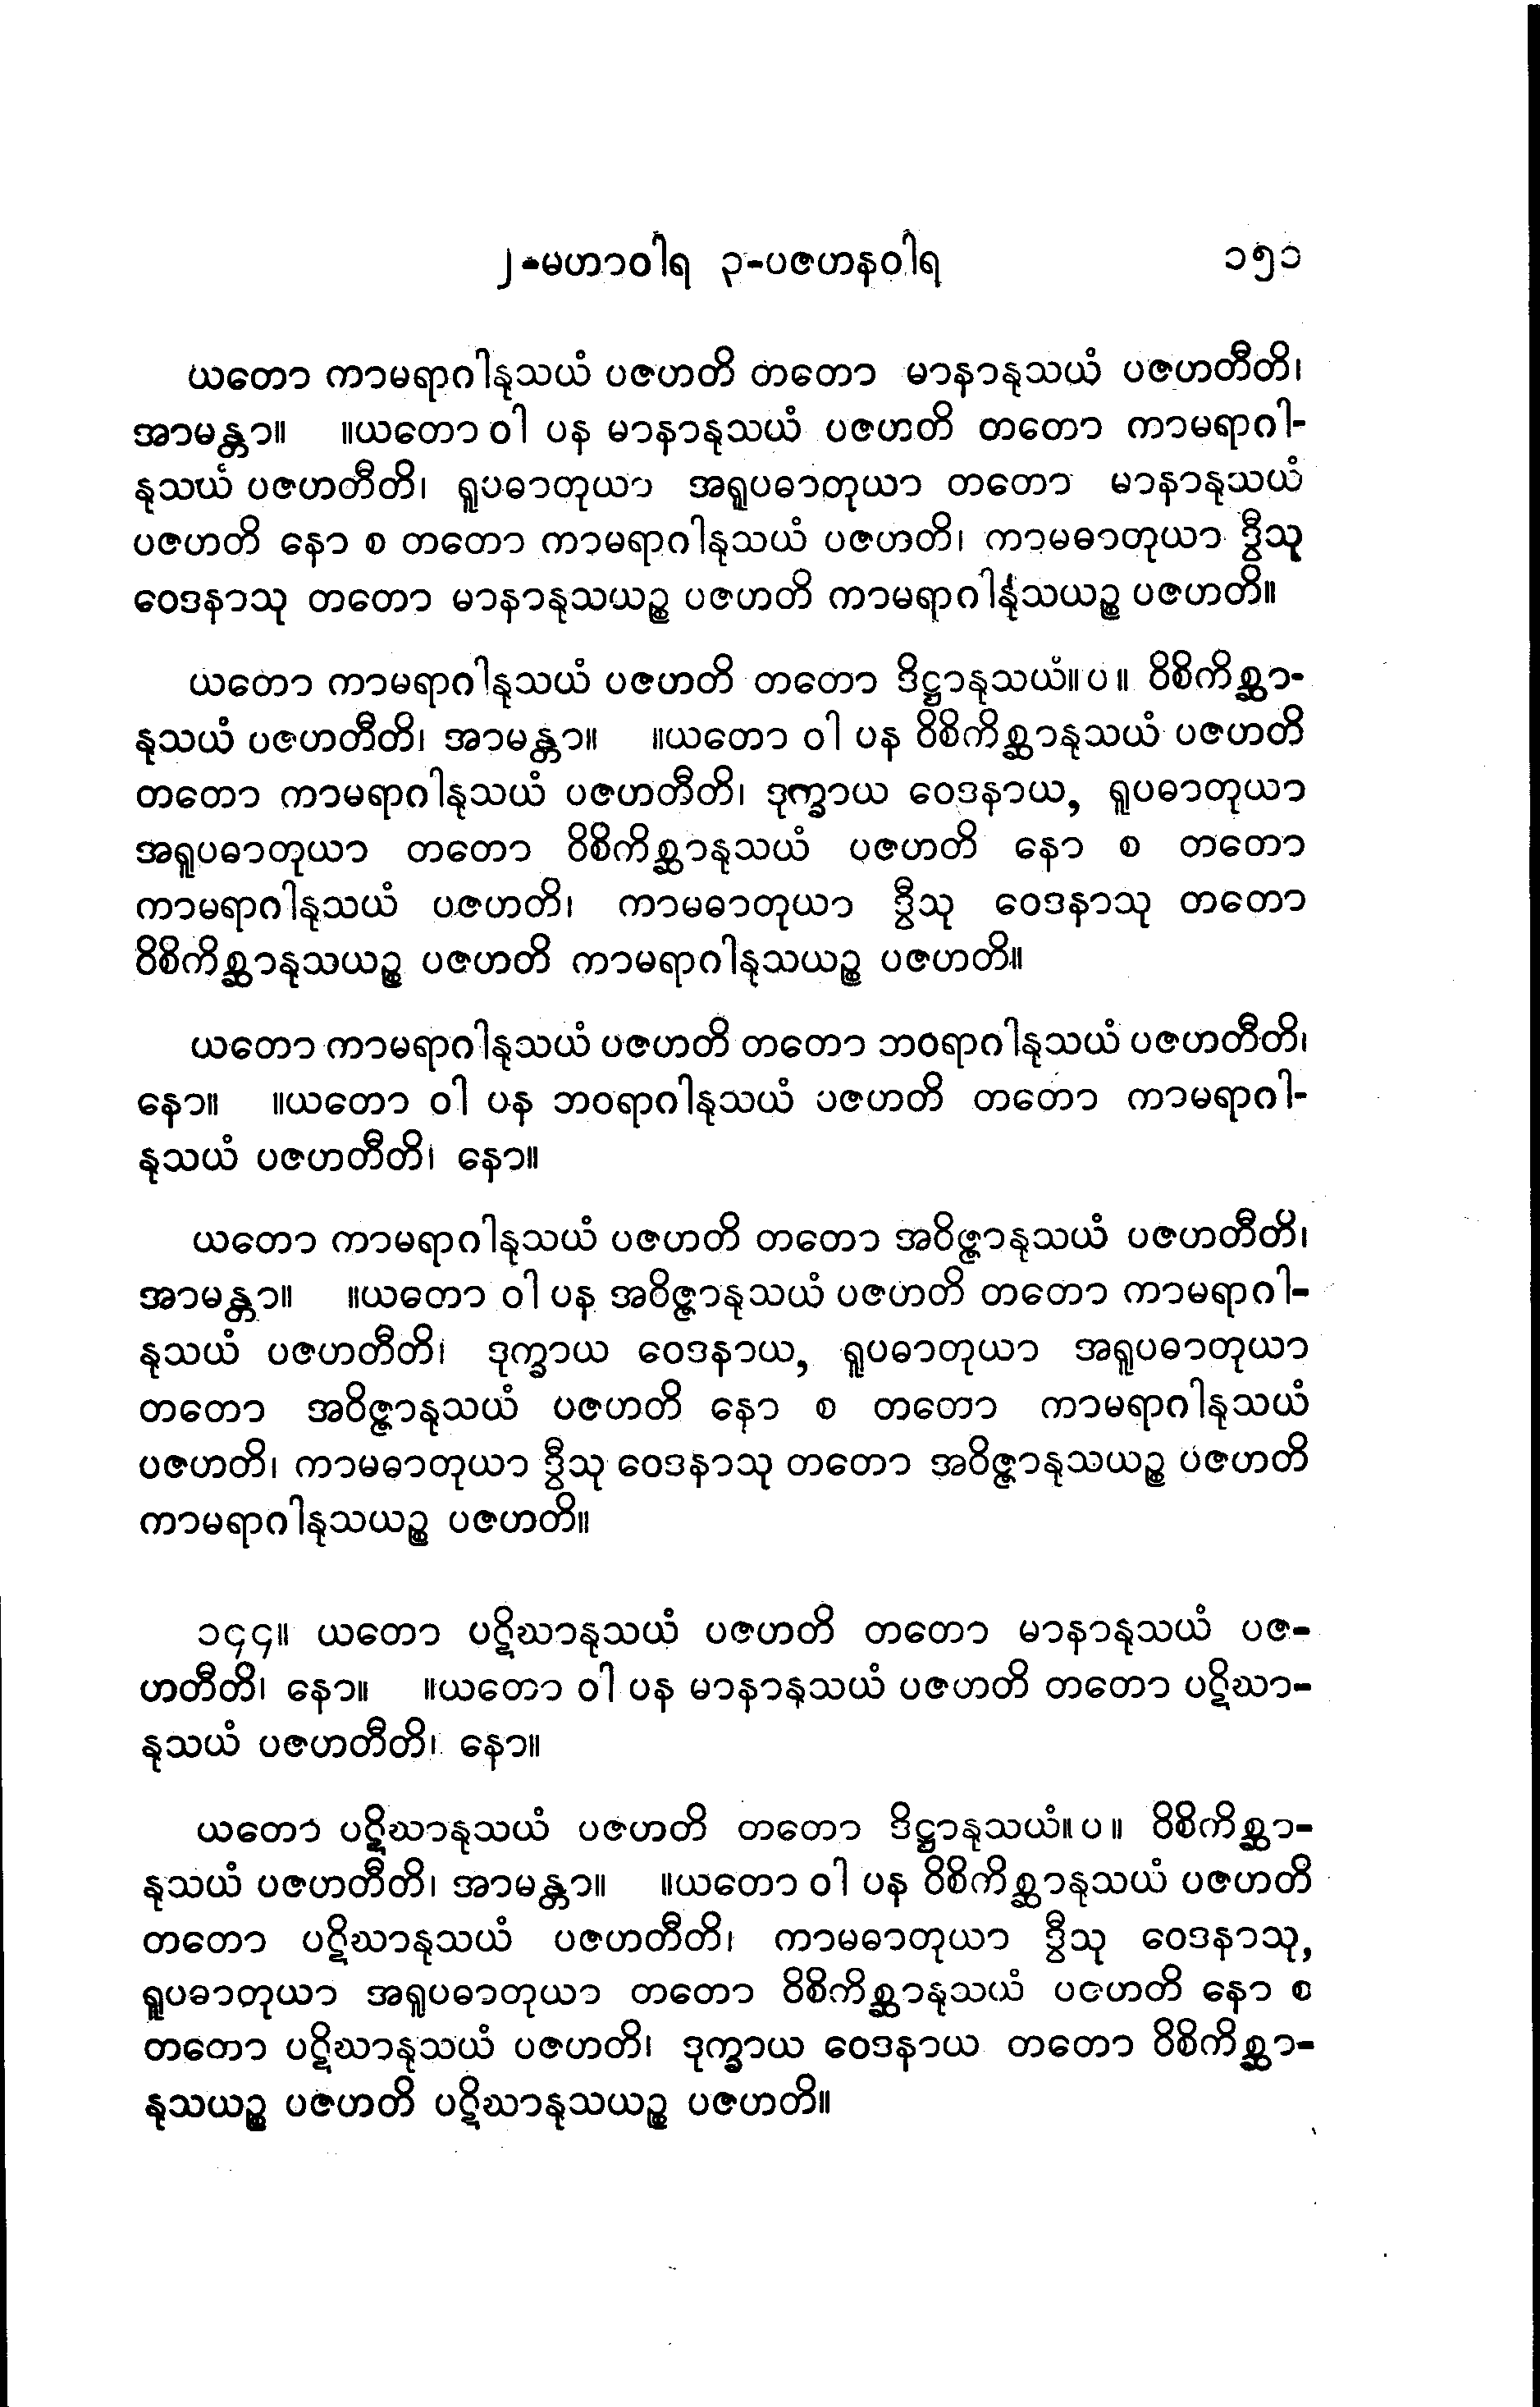 ၂-မဟာဝါရ ၃-ပဇဟနဝါရ ၁၅၁
ယတော ကာမရာဂါနုသယံ ပဇဟတိ တတော မာနာနုသယံ ပဇဟတီတိ၊
အာမန္တာ။ ။ယတော ဝါ ပန မာနာနုသယံ ပဇဟတိ တတော ကာမရာဂါ-
နုသယံ ပဇဟတီတိ၊ ရူပဓာတုယာ အရူပဓာတုယာ တတော မာနာနုသယံ
ပဇဟတိ နော စ တတော ကာမရာဂါနုသယံ ပဇဟတိ၊ ကာမဓာတုယာ ဒွီသု
ဝေဒနာသု တတော မာနာနုသယဉ္စ ပဇဟတိ ကာမရာဂါနုသယဉ္စ ပဇဟတိ။
ယတော ကာမရာဂါနုသယံ ပဇဟတိ တတော ဒိဋ္ဌာနုသယံ။ပ။ ဝိစိကိစ္ဆာ-
နုသယံ ပဇဟတီတိ၊ အာမန္တာ။ ။ယတော ဝါ ပန ဝိစိကိစ္ဆာနုသယံ ပဇဟတိ
တတော ကာမရာဂါနုသယံ ပဇဟတီတိ၊ ဒုက္ခာယ ဝေဒနာယ, ရူပဓာတုယာ
အရူပဓာတုယာ တတော ဝိစိကိစ္ဆာနုသယံ ပဇဟတိ နော စ တတော
ကာမရာဂါနုသယံ ပဇဟတိ၊ ကာမဓာတုယာ ဒွီသု ဝေဒနာသု တတော
ဝိစိကိစ္ဆာနုသယဉ္စ ပဇဟတိ ကာမရာဂါနုသယဉ္စ ပဇဟတိ။
ယတော ကာမရာဂါနုသယံ ပဇဟတိ တတော ဘဝရာဂါနုသယံ ပဇဟတီတိ၊
နော။ ။ယတော ဝါ ပန ဘဝရာဂါနုသယံ ပဇဟတိ တတော ကာမရာဂါ-
နုသယံ ပဇဟတီတိ၊ နော။
ယတော ကာမရာဂါနုသယံ ပဇဟတိ တတော အဝိဇ္ဇာနုသယံ ပဇဟတီတိ၊
အာမန္တာ။ ။ယတော ဝါ ပန အဝိဇ္ဇာနုသယံ ပဇဟတိ တတော ကာမရာဂါ-
နုသယံ ပဇဟတီတိ၊ ဒုက္ခာယ ဝေဒနာယ, ရူပဓာတုယာ အရူပဓာတုယာ
တတော အဝိဇ္ဇာနုသယံ ပဇဟတိ နော စ တတော ကာမရာဂါနုသယံ
ပဇဟတိ၊ ကာမဓာတုယာ ဒွီသု ဝေဒနာသု တတော အဝိဇ္ဇာနုသယဉ္စ ပဇဟတိ
ကာမရာဂါနုသယဉ္စ ပဇဟတိ။
၁၄၄။ ယတော ပဋိဃာနုသယံ ပဇဟတိ တတော မာနာနုသယံ ပဇ-
ဟတီတိ၊ နော။ ။ယတော ဝါ ပန မာနာနုသယံ ပဇဟတိ တတော ပဋိဃာ-
နုသယံ ပဇဟတီတိ၊ နော။
ယတော ပဋိဃာနုသယံ ပဇဟတိ တတော ဒိဋ္ဌာနုသယံ။ပ။ ဝိစိကိစ္ဆာ-
နုသယံ ပဇဟတီတိ၊ အာမန္တာ။ ။ယတော ဝါ ပန ဝိစိကိစ္ဆာနုသယံ ပဇဟတိ
တတော ပဋိဃာနုသယံ ပဇဟတီတိ၊ ကာမဓာတုယာ ဒွီသု ဝေဒနာသု,
ရူပဓာတုယာ အရူပဓာတုယာ တတော ဝိစိကိစ္ဆာနုသယံ ပဇဟတိ နော စ
တတော ပဋိဃာနုသယံ ပဇဟတိ၊ ဒုက္ခာယ ဝေဒနာယ တတော ဝိစိကိစ္ဆာ-
နုသယဉ္စ ပဇဟတိ ပဋိဃာနုသယဉ္စ ပဇဟတိ။